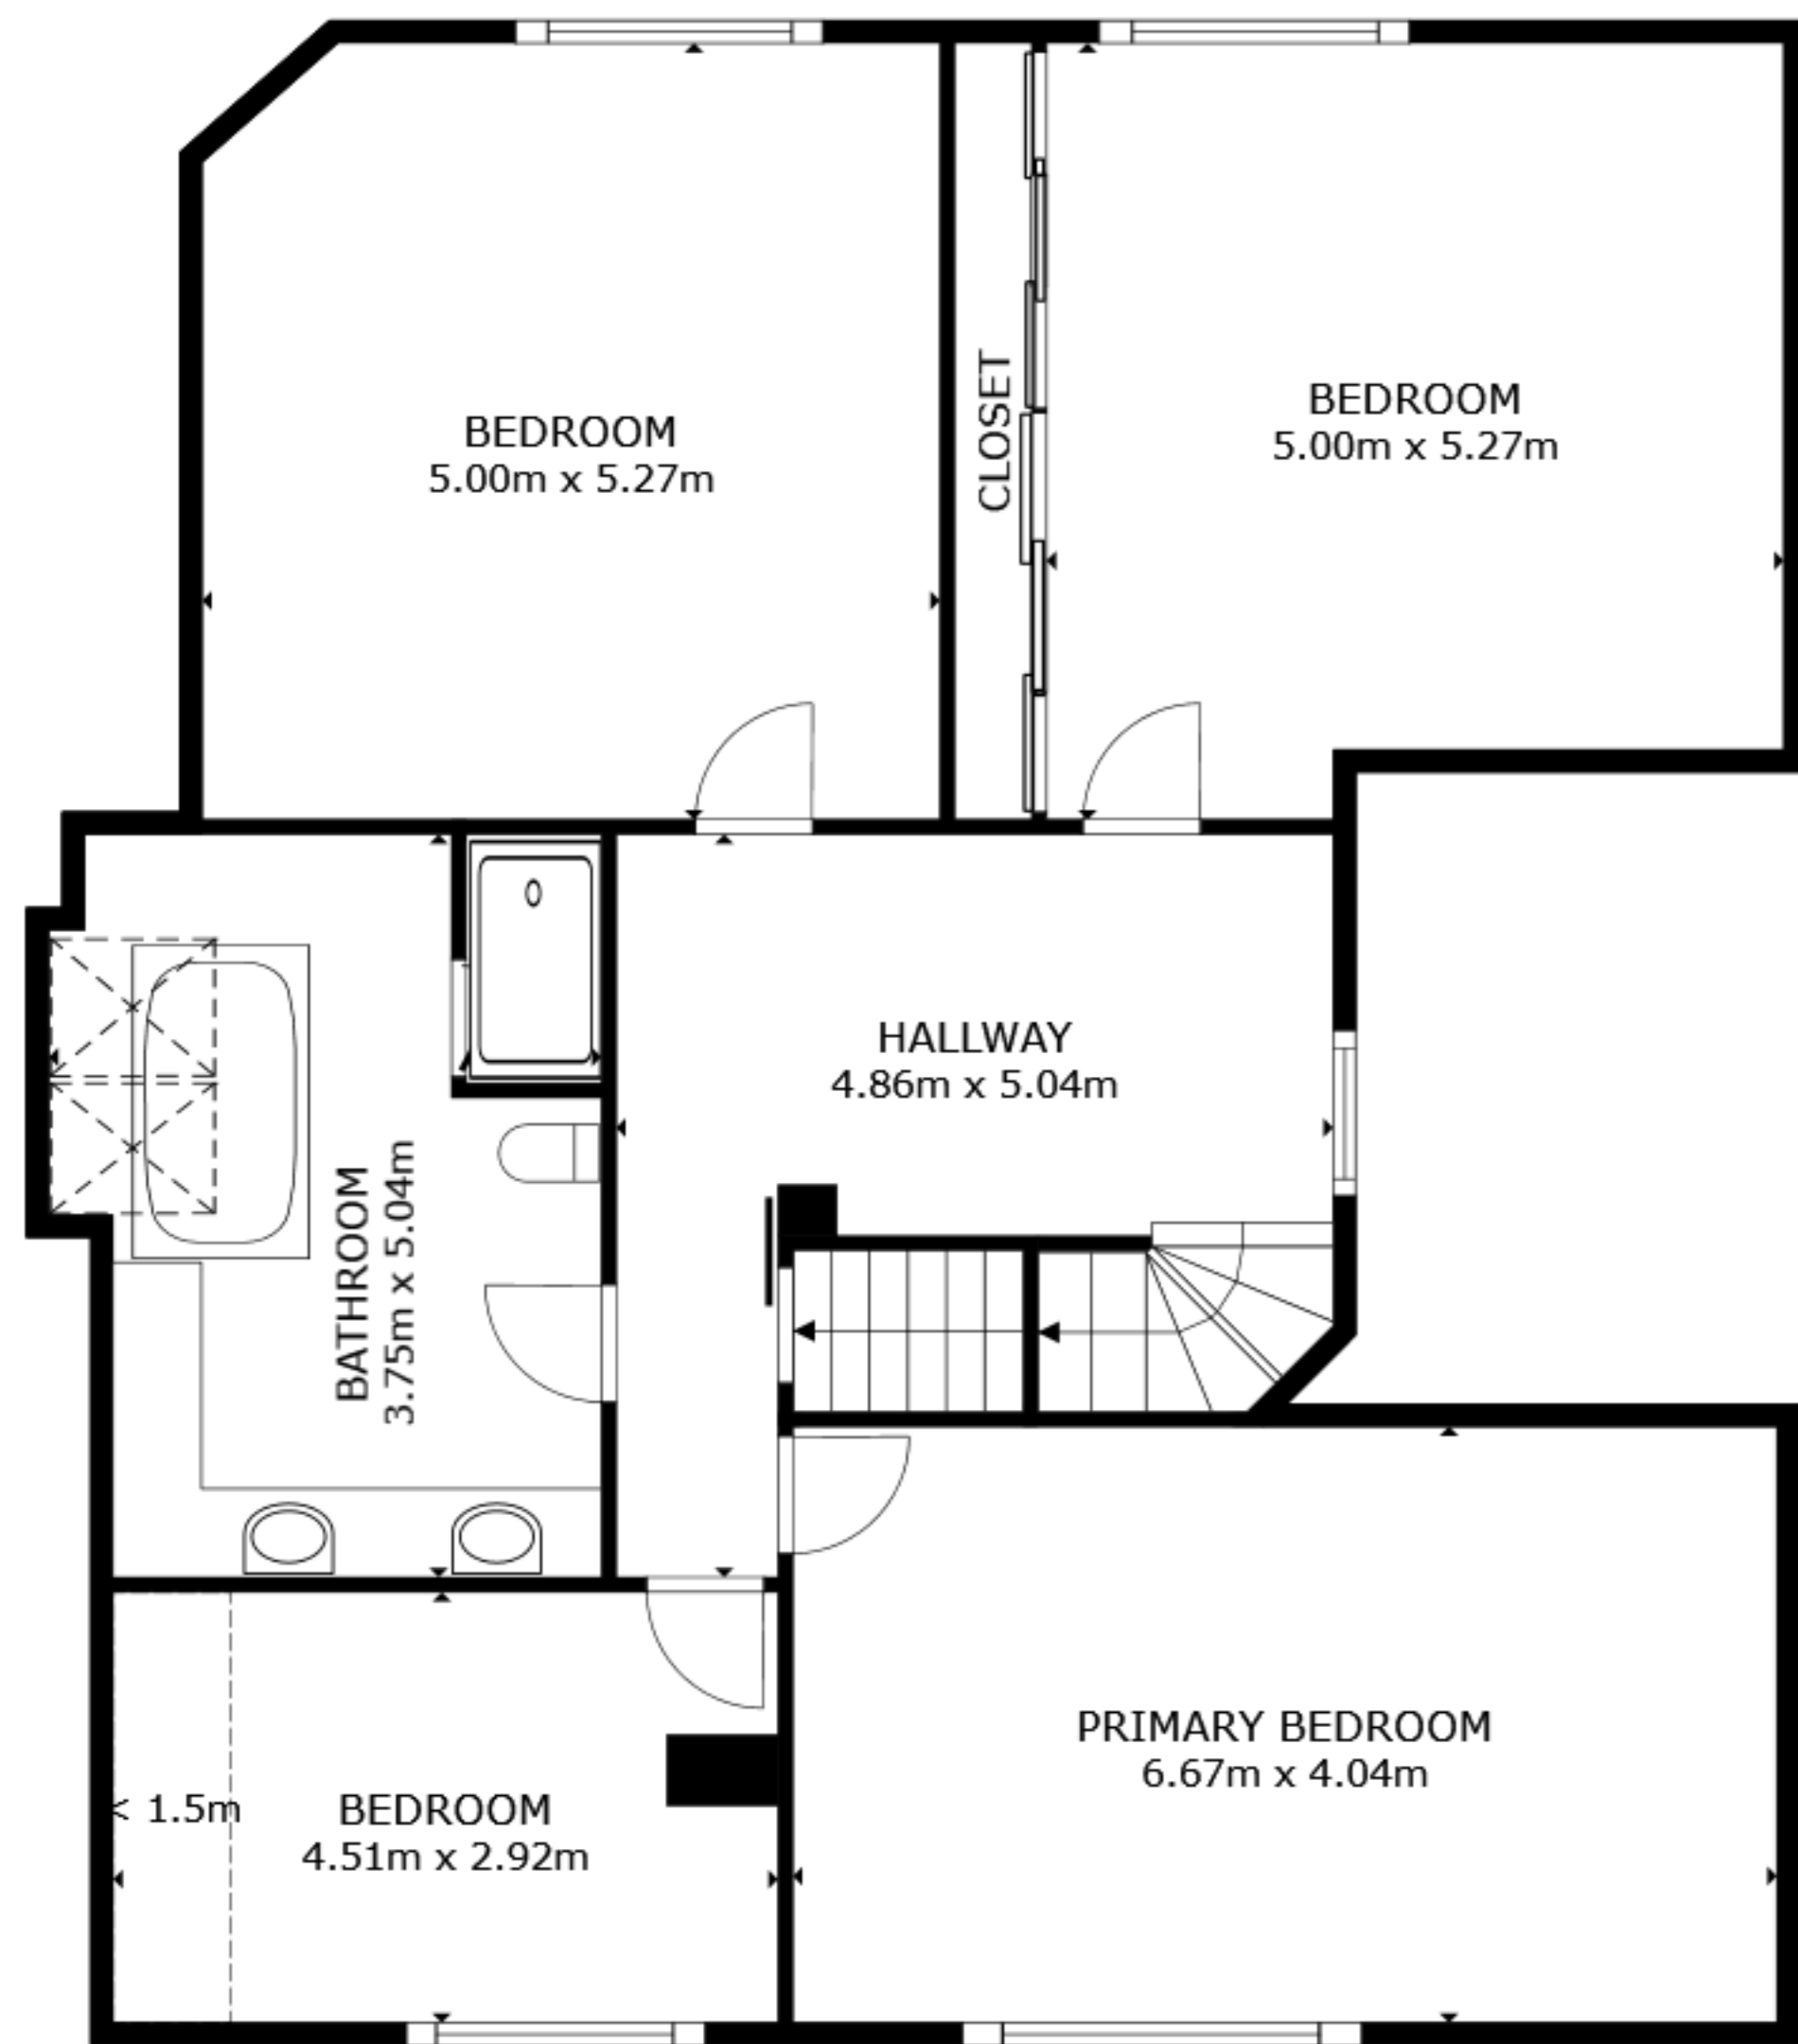 BEDROOM
5.00m x 5.27m
CLOSET
BEDROOM
5.00m x 5.27m
HALLWAY
4.86m x 5.04m
BATHROOM
3.75m x 5.04m
PRIMARY BEDROOM
6.67m x 4.04m
< 1.5m
BEDROOM
4.51m x 2.92m